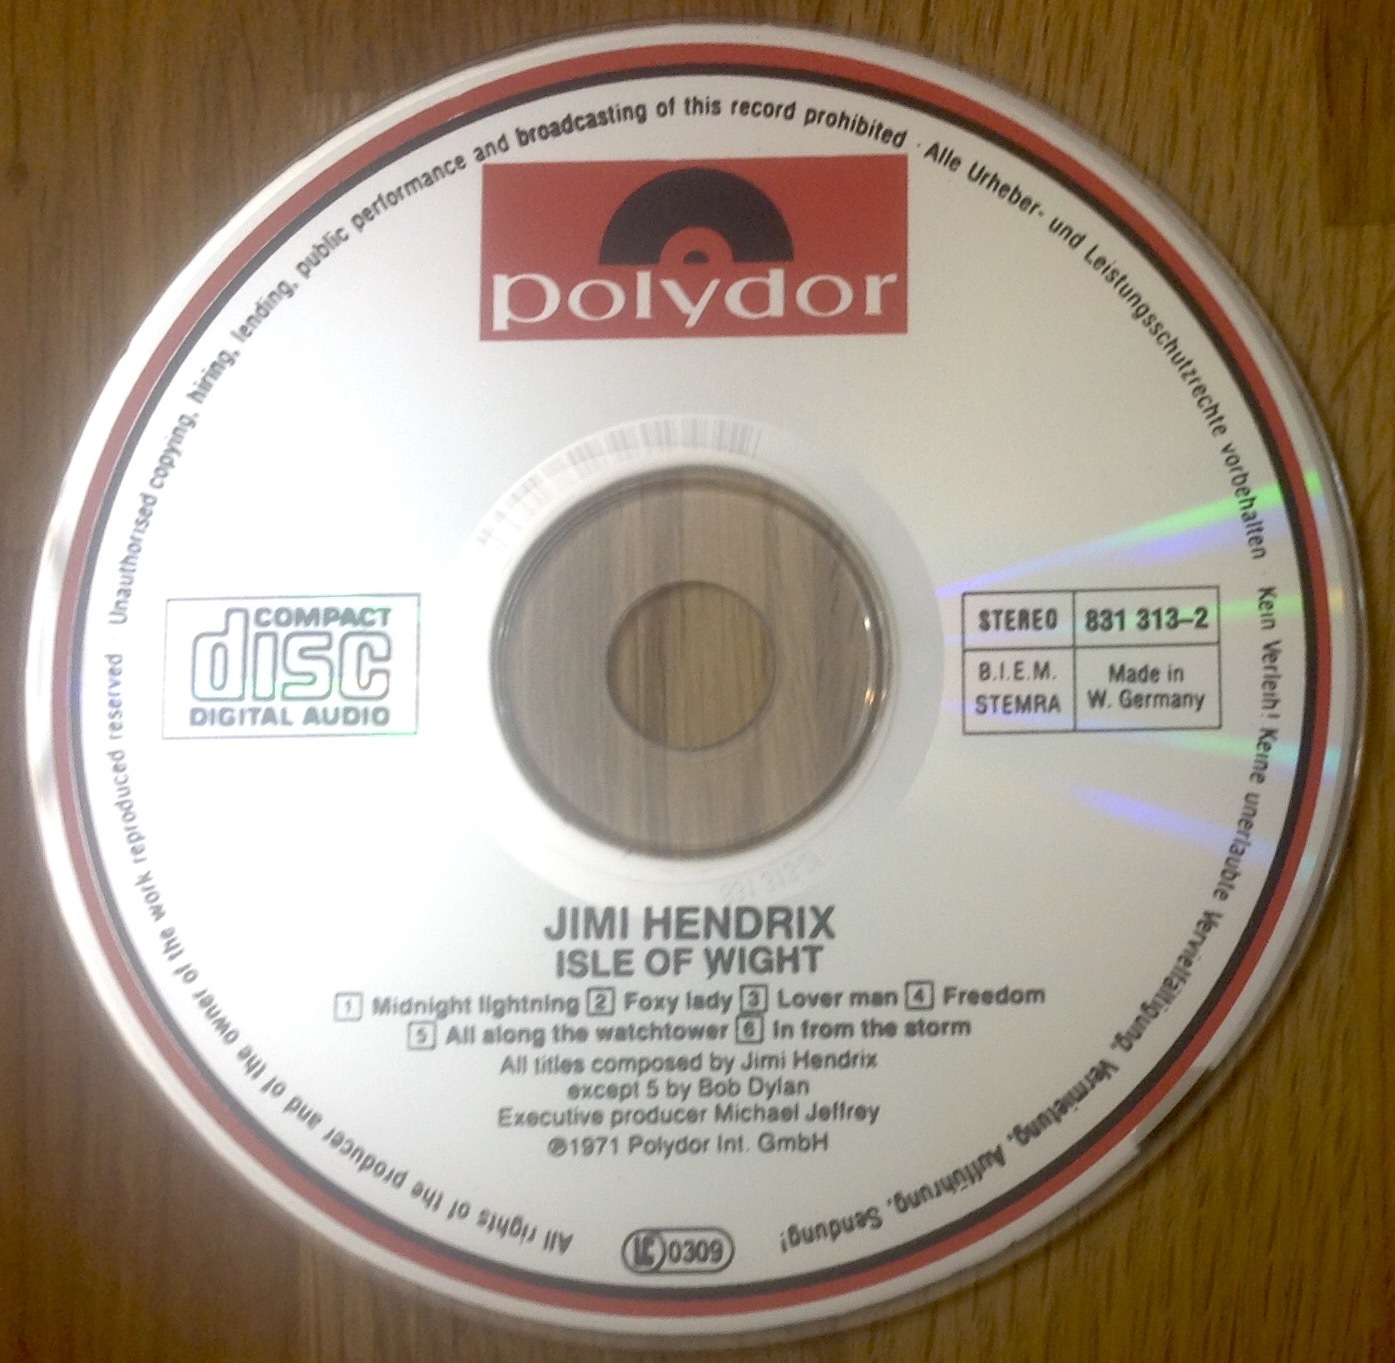 All rights of the producer and of the owner of the work reproduced reserved · Unauthorised copying, hiring, lending, public performance and broadcasting of this record prohibited · Alle Urheber- und Leistungsschutzrechte vorbehalten · Kein Verleih! Keine unerlaubte Vervielfältigung, Vermietung, Aufführung, Sendung!
polydor
COMPACT
disc
DIGITAL AUDIO
STEREO 831 313-2
B.I.E.M.
STEMRA
Made in
W. Germany
JIMI HENDRIX
ISLE OF WIGHT
1 Midnight lightning 2 Foxy lady 3 Lover man 4 Freedom
5 All along the watchtower 6 In from the storm
All titles composed by Jimi Hendrix
except 5 by Bob Dylan
Executive producer Michael Jeffrey
℗1971 Polydor Int. GmbH
LC 0309